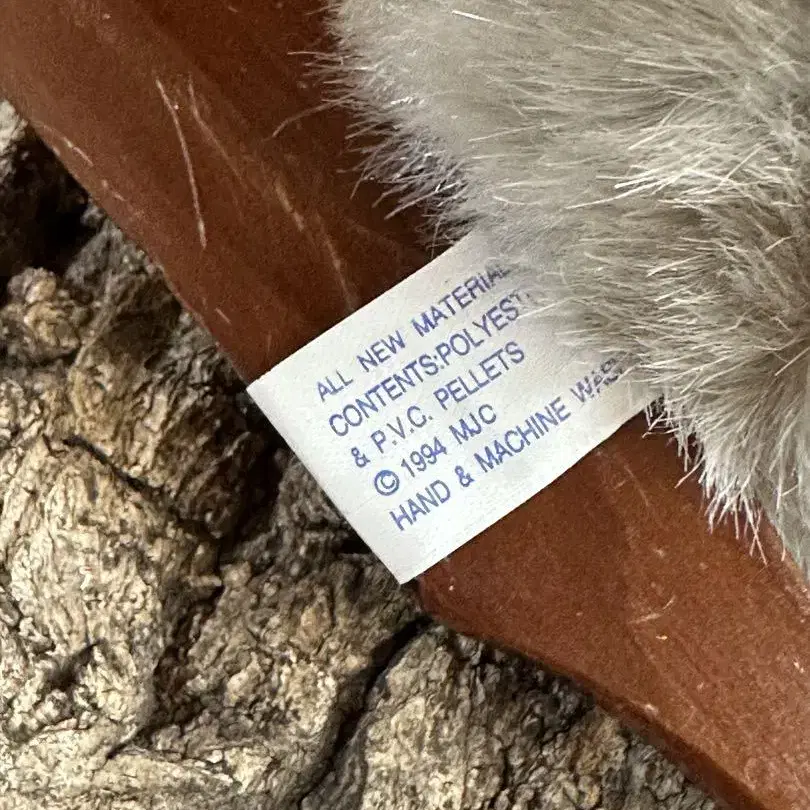 ALL NEW MATERIAL
CONTENTS:POLYEST
& P.V.C. PELLETS
© 1994 MJC
HAND & MACHINE WAS